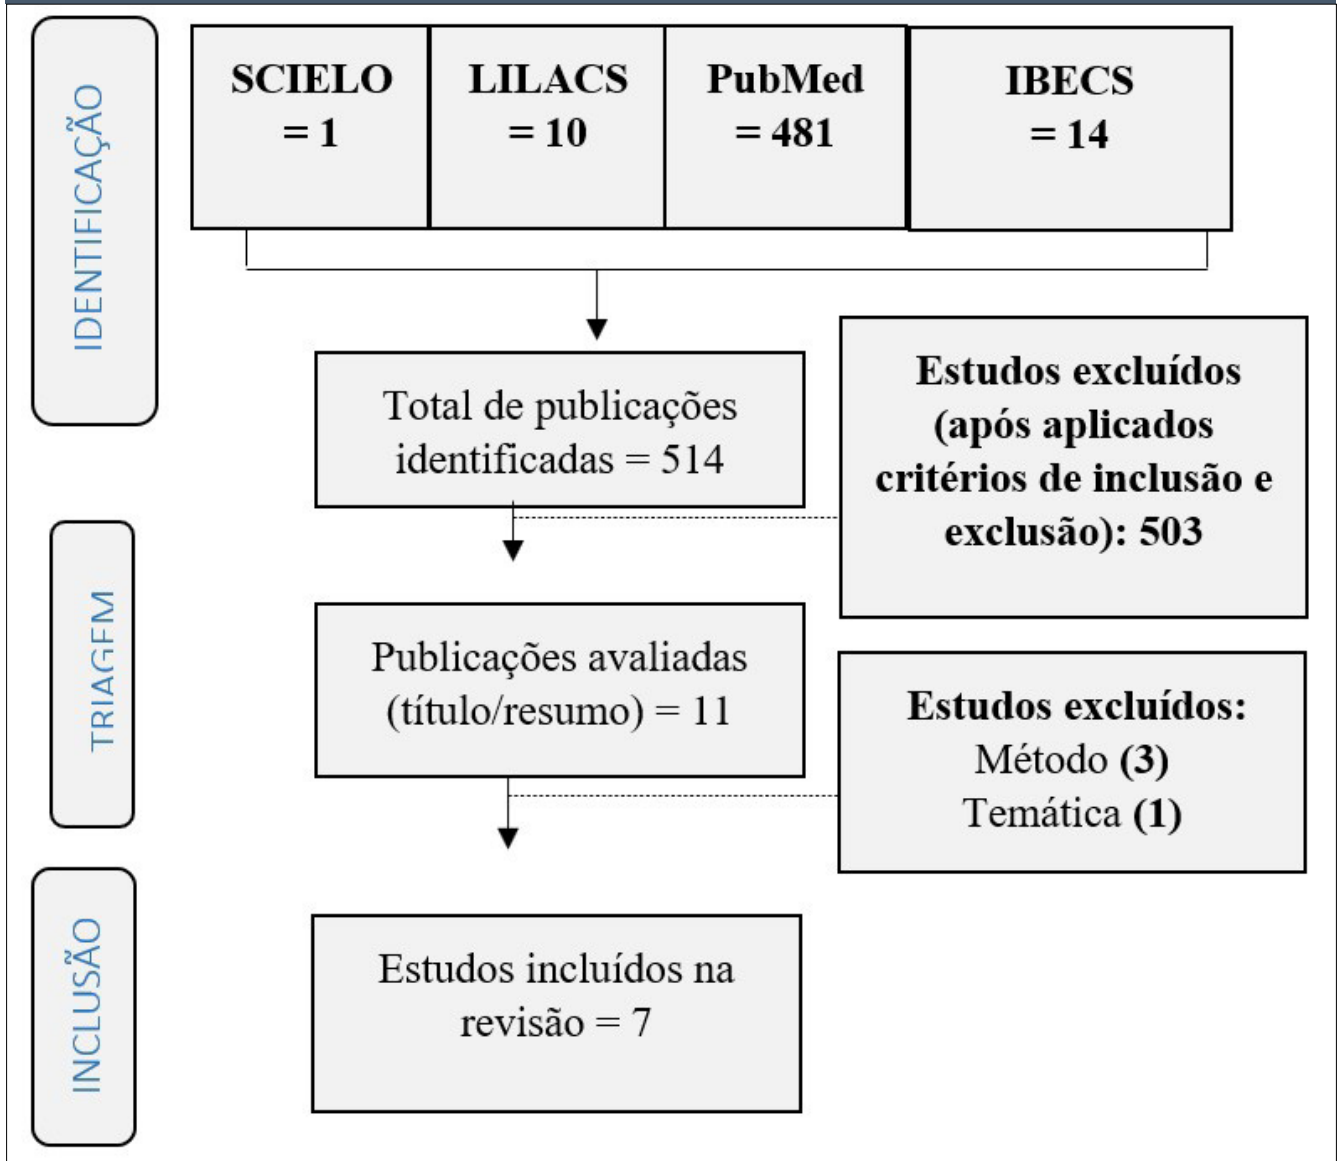 IDENTIFICAÇÃO
SCIELO
= 1
LILACS
= 10
PubMed
= 481
IBECS
= 14
Total de publicações
identificadas = 514
Estudos excluídos
(após aplicados
critérios de inclusão e
exclusão): 503
TRIAGEM
Publicações avaliadas
(título/resumo) = 11
Estudos excluídos:
Método (3)
Temática (1)
INCLUSÃO
Estudos incluídos na
revisão = 7